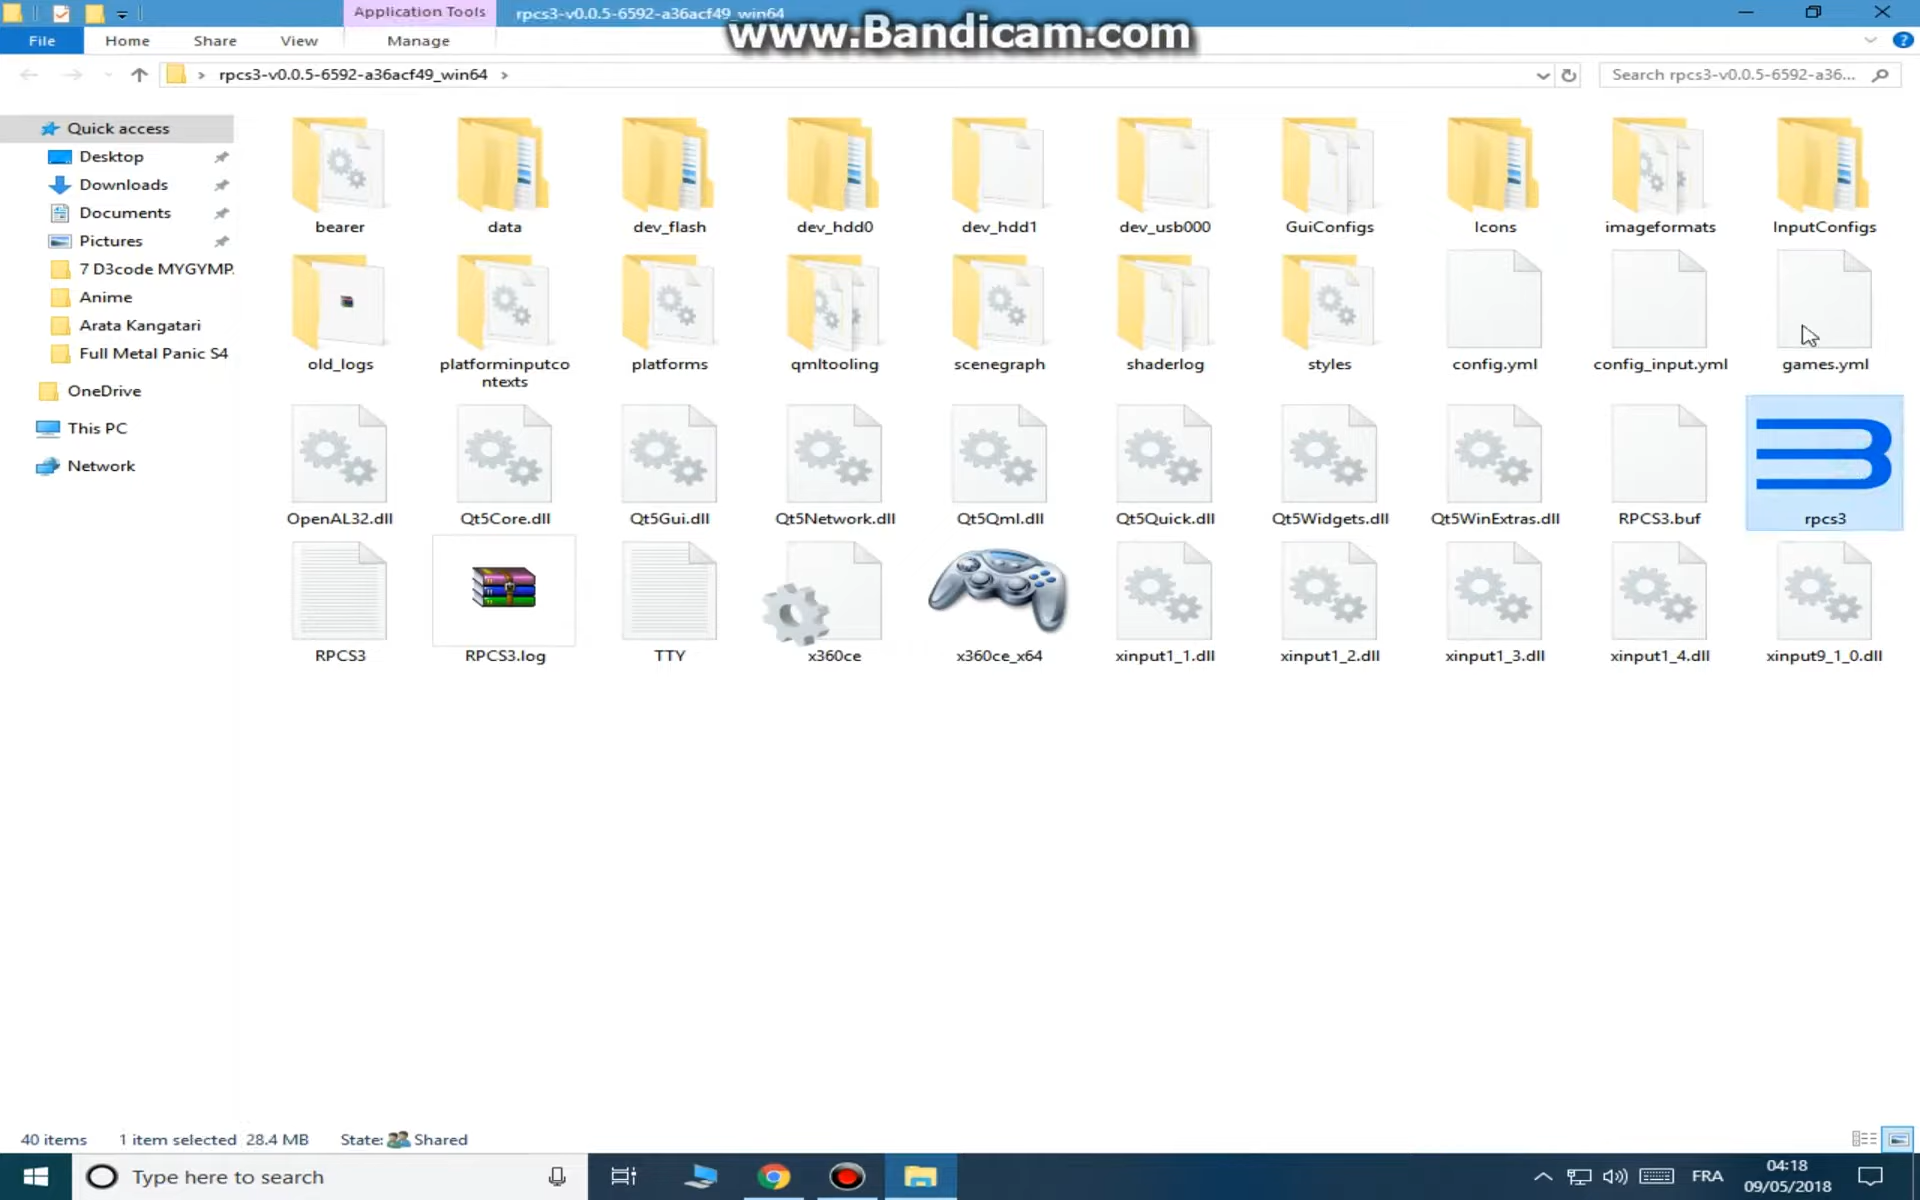 Application Tools
rpcs3-v0.0.5-6592-a36acf49_win64
www.Bandicam.com
File
Home
Share
View
Manage
?
rpcs3-v0.0.5-6592-a36acf49_win64
Search rpcs3-v0.0.5-6592-a36...
Quick access
Desktop
Downloads
Documents
Pictures
7 D3code MYGYMP.
Anime
Arata Kangatari
Full Metal Panic S4
OneDrive
This PC
Network
bearer
data
dev_flash
dev_hdd0
dev_hdd1
dev_usb000
GuiConfigs
Icons
imageformats
InputConfigs
old_logs
platforminputco
ntexts
platforms
qmltooling
scenegraph
shaderlog
styles
config.yml
config_input.yml
games.yml
OpenAL32.dll
Qt5Core.dll
Qt5Gui.dll
Qt5Network.dll
Qt5Qml.dll
Qt5Quick.dll
Qt5Widgets.dll
Qt5WinExtras.dll
RPCS3.buf
rpcs3
RPCS3
RPCS3.log
TTY
x360ce
x360ce_x64
xinput1_1.dll
xinput1_2.dll
xinput1_3.dll
xinput1_4.dll
xinput9_1_0.dll
40 items
1 item selected 28.4 MB
State: Shared
Type here to search
FRA
04:18
09/05/2018